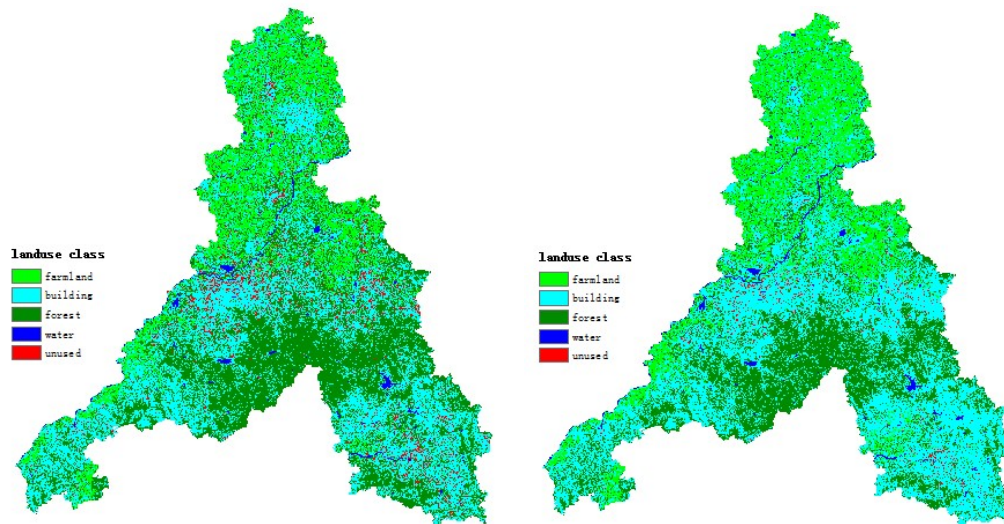 landuse class
farmland
building
forest
water
unused
landuse class
farmland
building
forest
water
unused